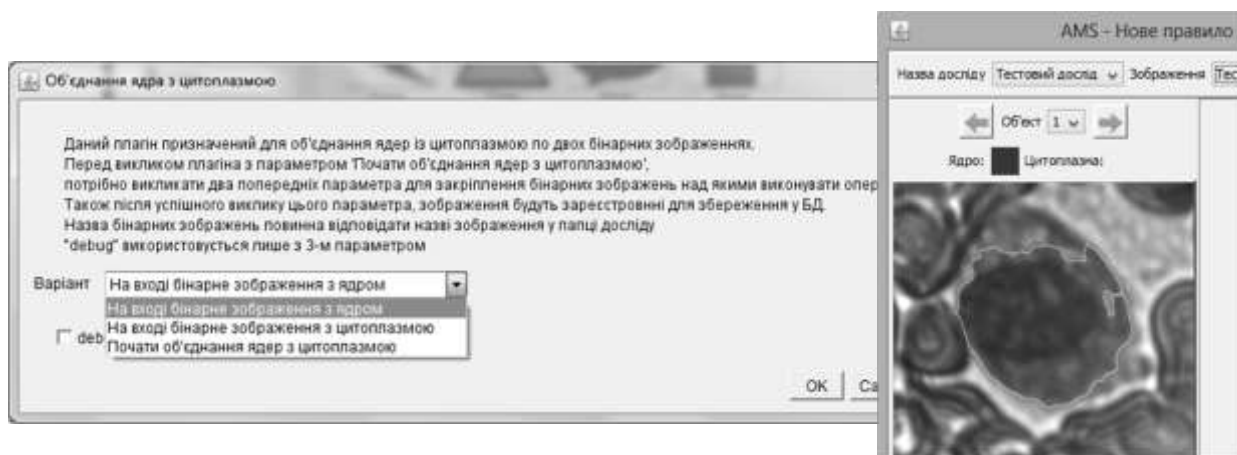 Об'єднання ядра з цитоплазмою
Даний плагін призначений для об'єднання ядер із цитоплазмою по двох бінарних зображеннях.
Перед викликом плагіна з параметром 'Почати об'єднання ядер з цитоплазмою',
потрібно викликати два попередніх параметра для закріплення бінарних зображень над якими виконувати опер
Також після успішного виклику цього параметра, зображення будуть зареєстровнні для збереження у БД.
Назва бінарних зображень повинна відповідати назві зображення у папці досліду
"debug" використовується лише з 3-м параметром
Варіант На вході бінарне зображення з ядром
На вході бінарне зображення з ядром
На вході бінарне зображення з цитоплазмою
deb
Почати об'єднання ядер з цитоплазмою
OK Ca
AMS - Нове правило
Назва досліду Тестовий дослід Зображення Тес
Об'єкт 1
Ядро: Цитоплазма: